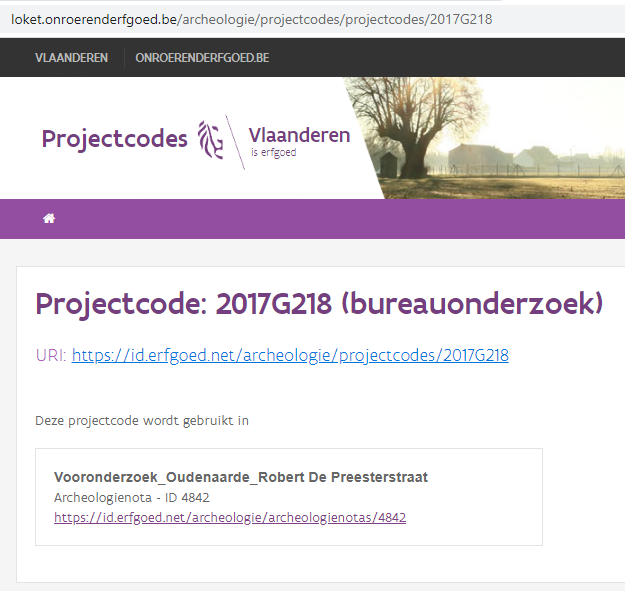 loket.onroerenderfgoed.be/archeologie/projectcodes/projectcodes/2017G218
VLAANDEREN ONROERENDERFGOED.BE
Projectcodes Vlaanderen
is erfgoed
Projectcode: 2017G218 (bureauonderzoek)
URI: https://id.erfgoed.net/archeologie/projectcodes/2017G218
Deze projectcode wordt gebruikt in
Vooronderzoek_Oudenaarde_Robert De Preesterstraat
Archeologienota - ID 4842
https://id.erfgoed.net/archeologie/archeologienotas/4842